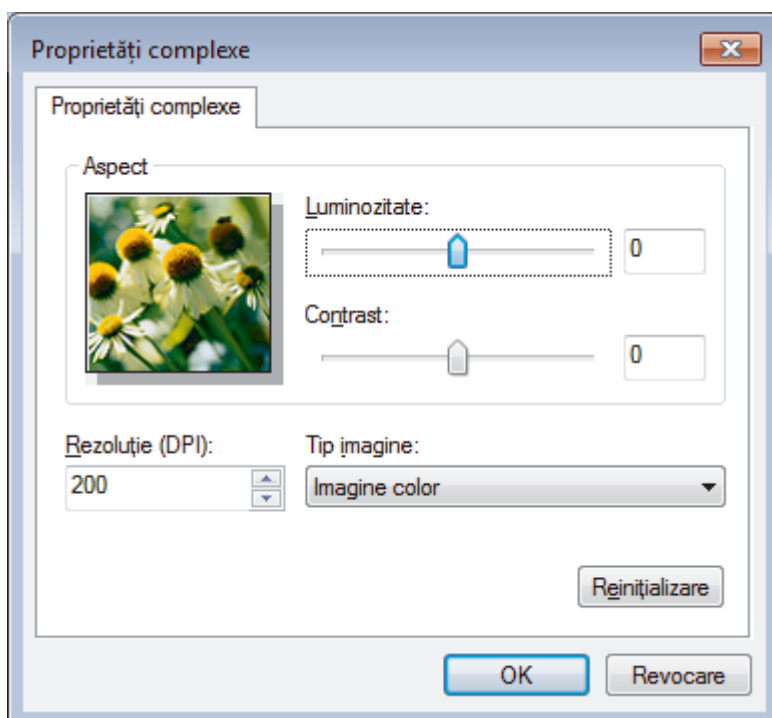 Proprietăți complexe
Proprietăți complexe
Aspect
Luminozitate:
0
Contrast:
0
Rezoluție (DPI):
200
Tip imagine:
Imagine color
Reinițializare
OK
Revocare